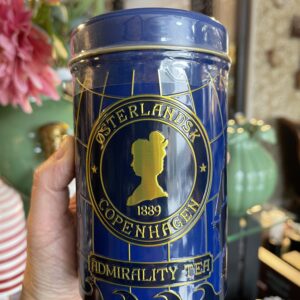 ØSTERLANDSK
1889
COPENHAGEN
ADMIRALITY TEA